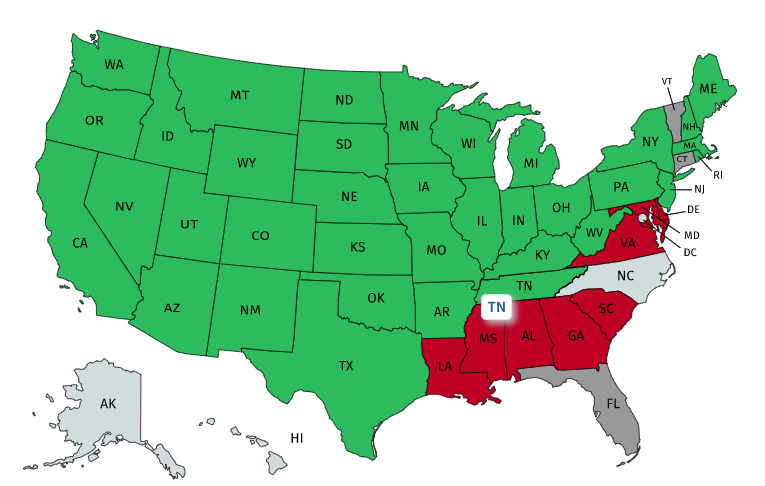 WA
VT
ME
MT
ND
OR
MN
NH
ID
SD
WI
NY
MA
WY
MI
CT
RI
IA
PA
NE
NJ
NV
OH
DE
UT
IL
IN
WV
MD
CA
CO
KS
MO
KY
VA
DC
NC
TN
OK
AZ
NM
AR
TN
SC
MS
AL
GA
TX
LA
AK
FL
HI